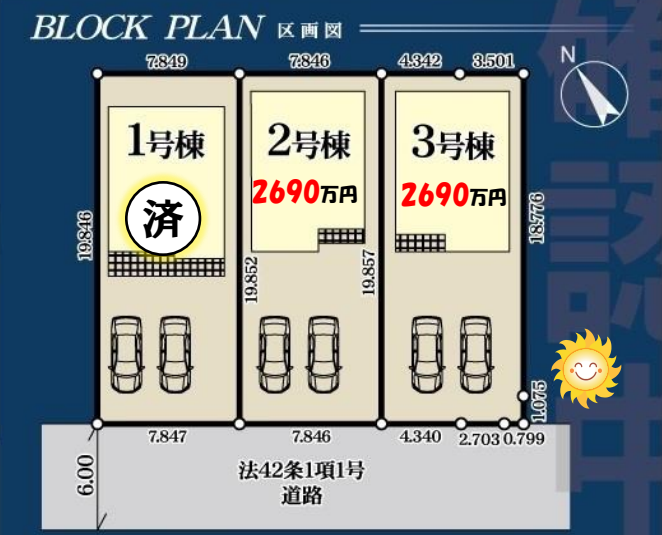 BLOCK PLAN 区画図
7.849 7.846 4.342 3.501
N
1号棟 2号棟 3号棟
済 2690万円 2690万円
19.846 19.852 19.857 18.776
1.075
7.847 7.846 4.340 2.703 0.799
6.00
法42条1項1号
道路
確認中